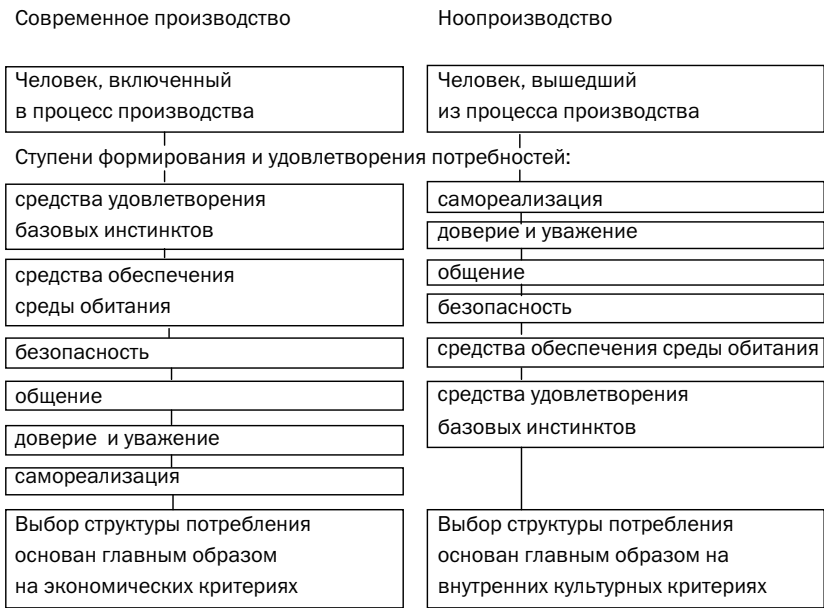 Современное производство
Ноопроизводство
Человек, включенный
в процесс производства
Человек, вышедший
из процесса производства
Ступени формирования и удовлетворения потребностей:
средства удовлетворения
базовых инстинктов
средства обеспечения
среды обитания
безопасность
общение
доверие и уважение
самореализация
Выбор структуры потребления
основан главным образом
на экономических критериях
самореализация
доверие и уважение
общение
безопасность
средства обеспечения среды обитания
средства удовлетворения
базовых инстинктов
Выбор структуры потребления
основан главным образом на
внутренних культурных критериях